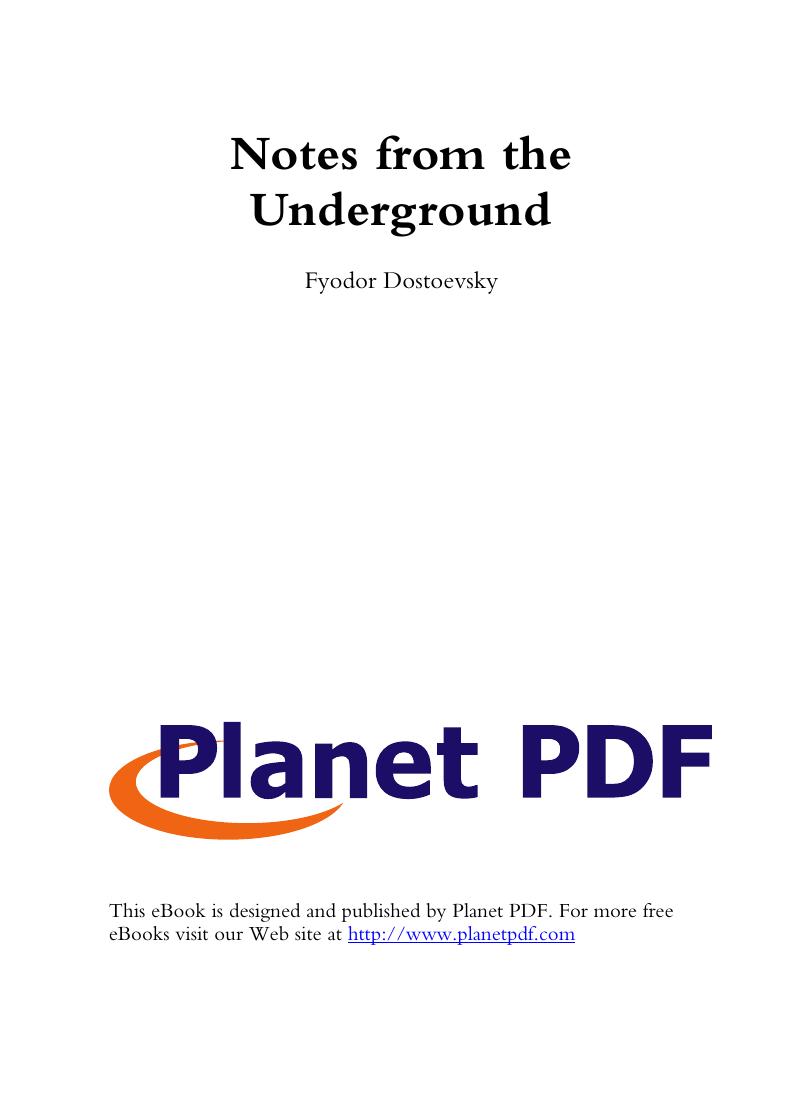 Notes from the
Underground
Fyodor Dostoevsky
Planet PDF
This eBook is designed and published by Planet PDF. For more free
eBooks visit our Web site at http://www.planetpdf.com